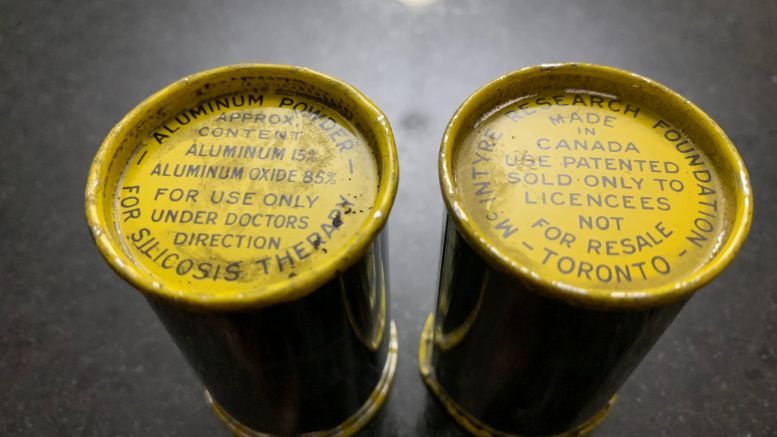 - ALUMINUM POWDER -
APPROX.
CONTENT
ALUMINUM 15%
ALUMINUM OXIDE 85%
FOR USE ONLY
UNDER DOCTORS
DIRECTION
FOR SILICOSIS THERAPY
McINTYRE RESEARCH FOUNDATION
MADE
IN
CANADA
USE PATENTED
SOLD ONLY TO
LICENCEES
NOT
FOR RESALE
- TORONTO -